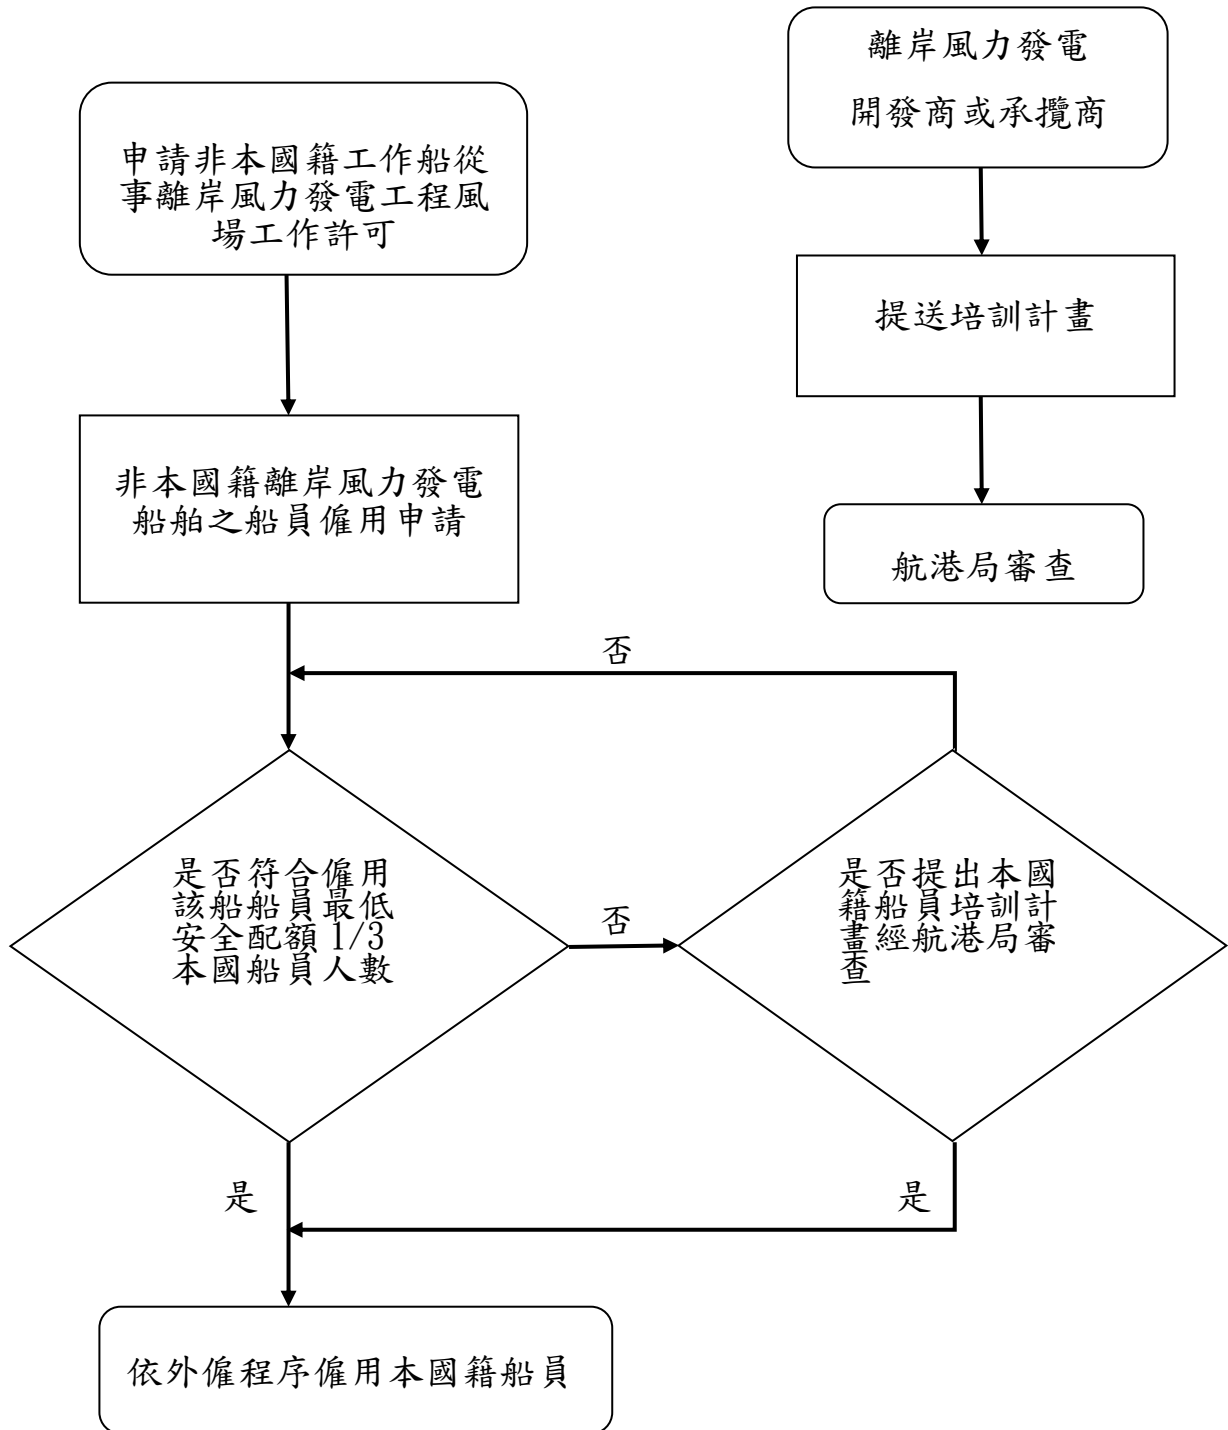 離岸風力發電
開發商或承攬商
申請非本國籍工作船從
事離岸風力發電工程風
場工作許可
提送培訓計畫
非本國籍離岸風力發電
船舶之船員僱用申請
航港局審查
否
是否符合僱用
該船船員最低
安全配額 1/3
本國船員人數
否
是否提出本國
籍船員培訓計
畫經航港局審
查
是
是
依外僱程序僱用本國籍船員